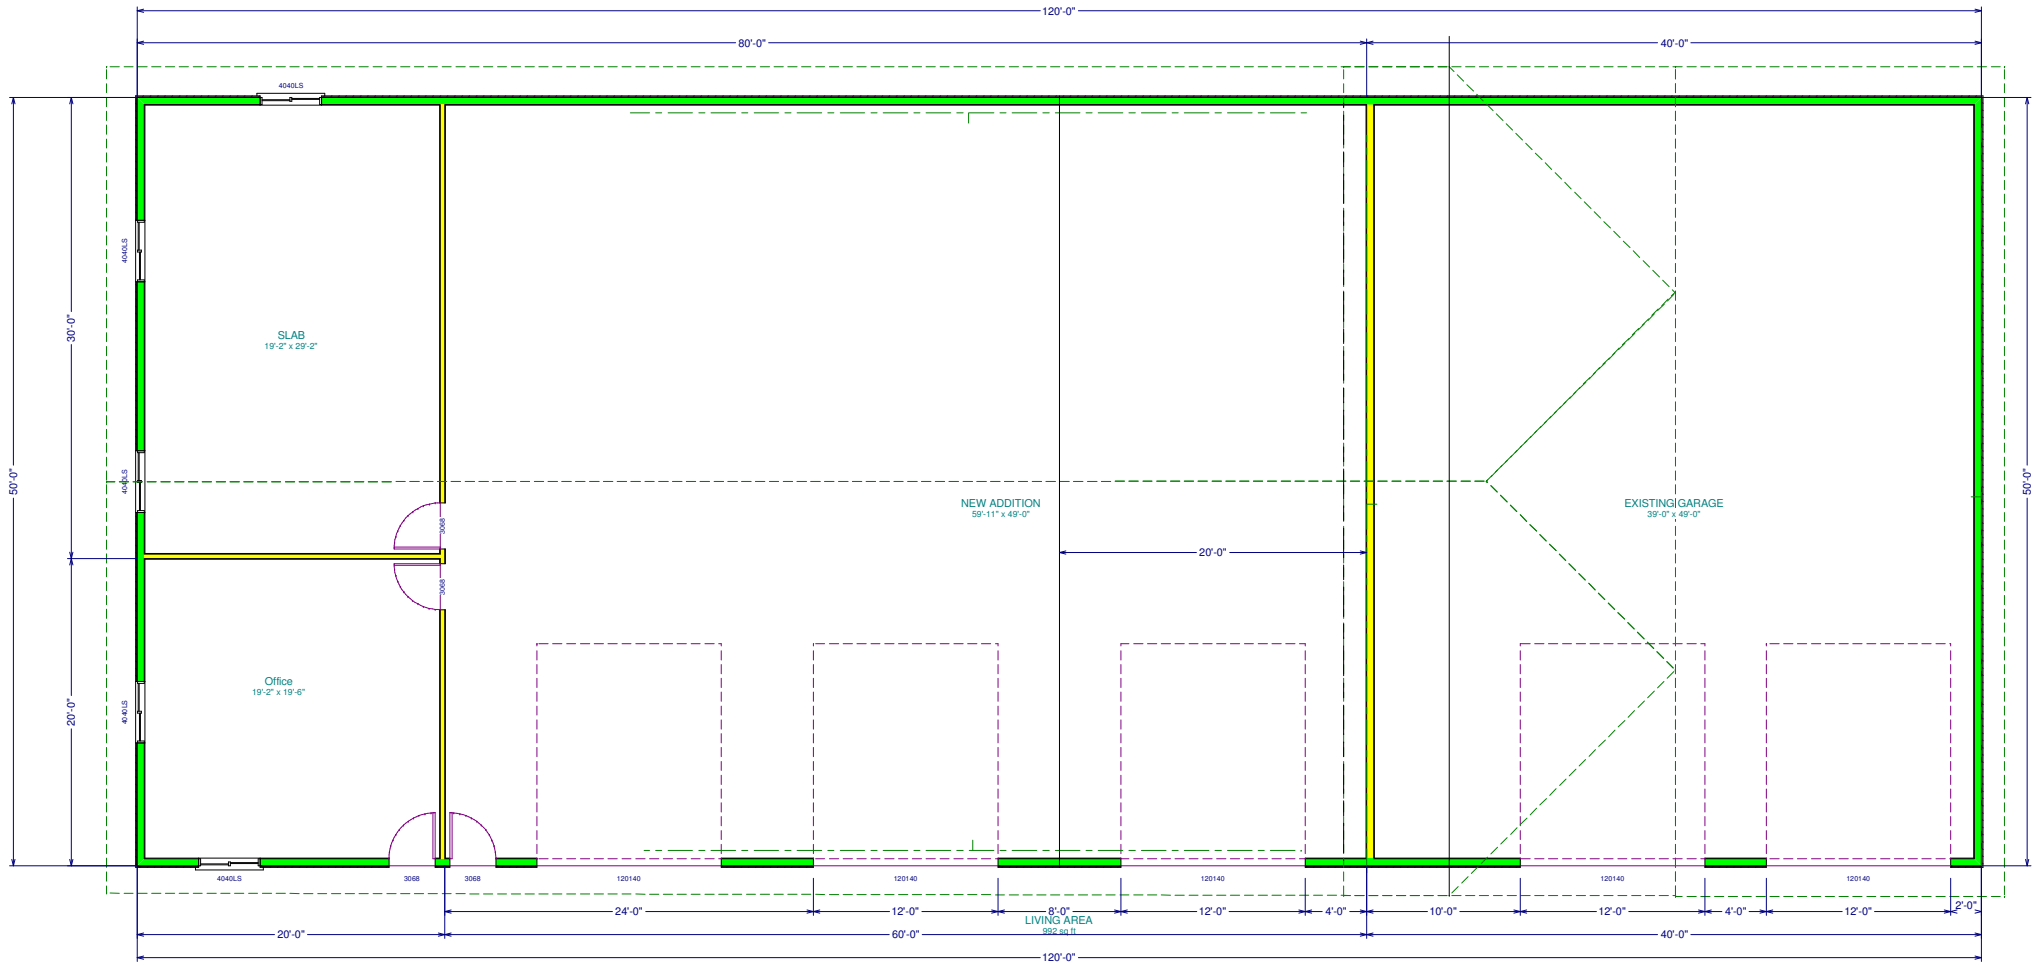 120'-0"
80'-0"
40'-0"
4040LS
4040LS
30'-0"
SLAB
19'-2" x 29'-2"
50'-0"
4040LS
50'-0"
NEW ADDITION
59'-11" x 49'-0"
EXISTING GARAGE
39'-0" x 49'-0"
3068
20'-0"
3068
Office
19'-2" x 19'-6"
20'-0"
4040LS
4040LS
3068
3068
120140
120140
120140
120140
120140
24'-0"
12'-0"
8'-0"
12'-0"
4'-0"
10'-0"
12'-0"
4'-0"
12'-0"
2'-0"
LIVING AREA
992 sq ft
20'-0"
60'-0"
40'-0"
120'-0"